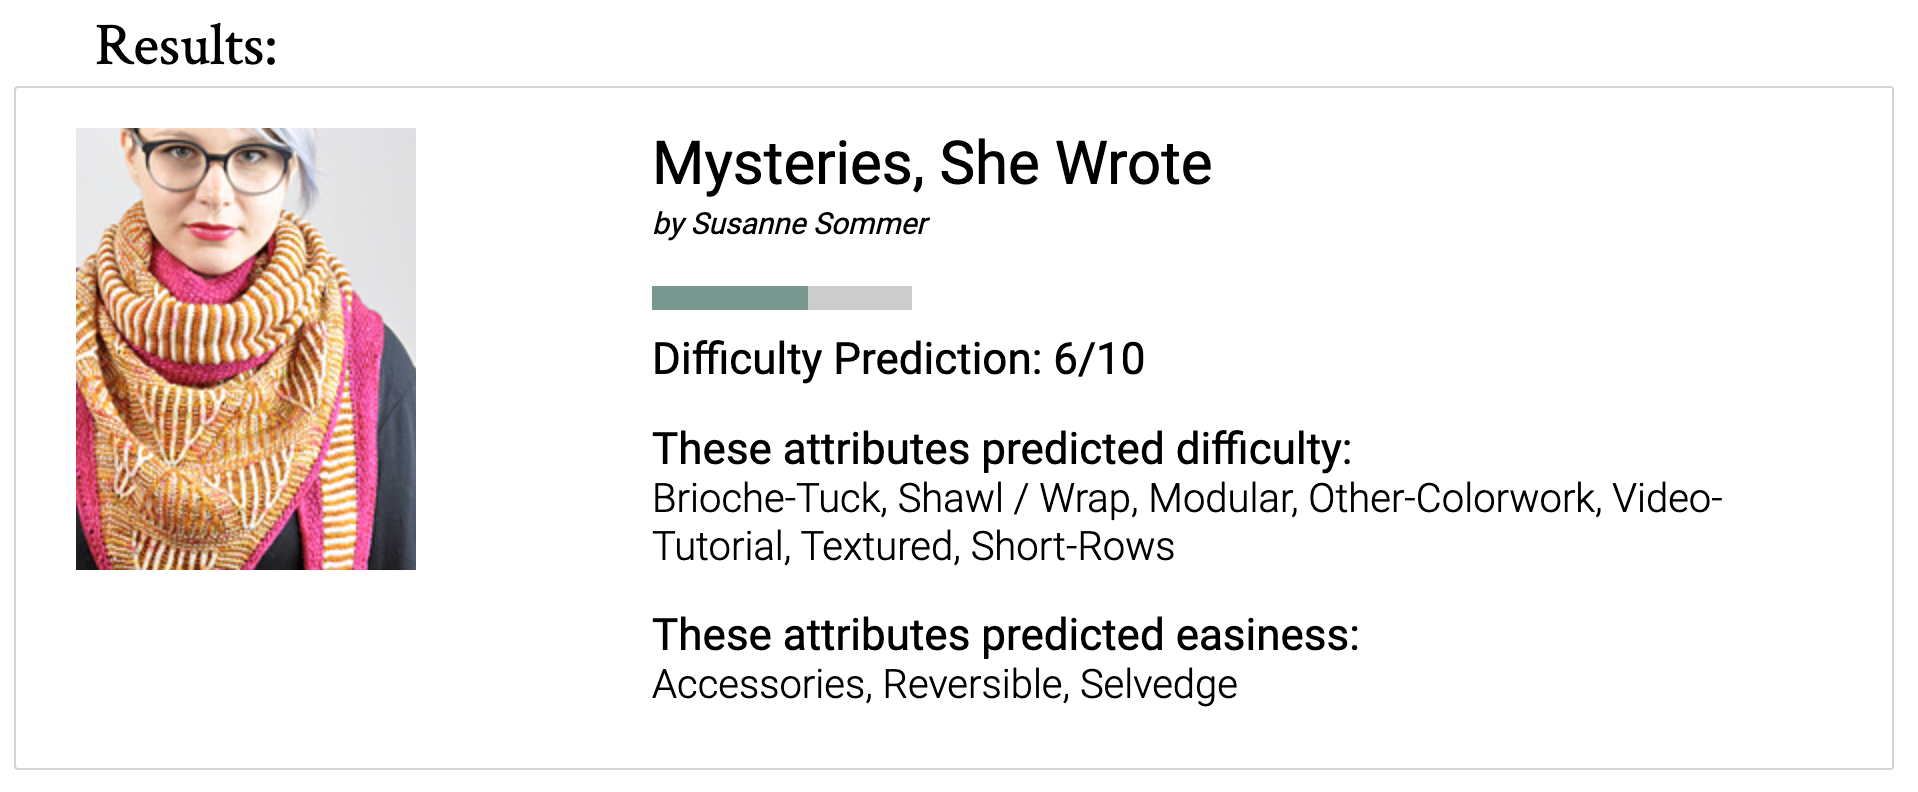 Results:
Mysteries, She Wrote
by Susanne Sommer
Difficulty Prediction: 6/10
These attributes predicted difficulty:
Brioche-Tuck, Shawl / Wrap, Modular, Other-Colorwork, Video-
Tutorial, Textured, Short-Rows
These attributes predicted easiness:
Accessories, Reversible, Selvedge